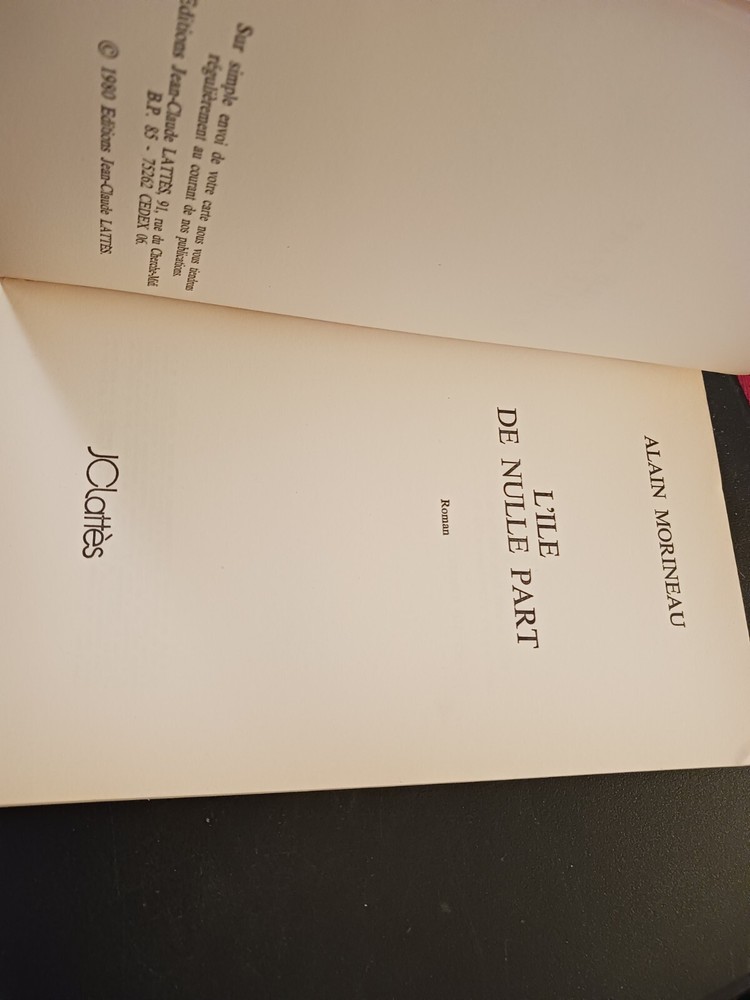 Sur simple envoi de votre carte nous vous tiendrons
régulièrement au courant de nos publications.
Editions Jean-Claude LATTÈS, 91, rue du Cherche-Midi
B.P. 85 - 75262 CEDEX 06.
© 1980 Editions Jean-Claude LATTÈS.
ALAIN MORINEAU
L'ILE
DE NULLE PART
Roman
JClattès